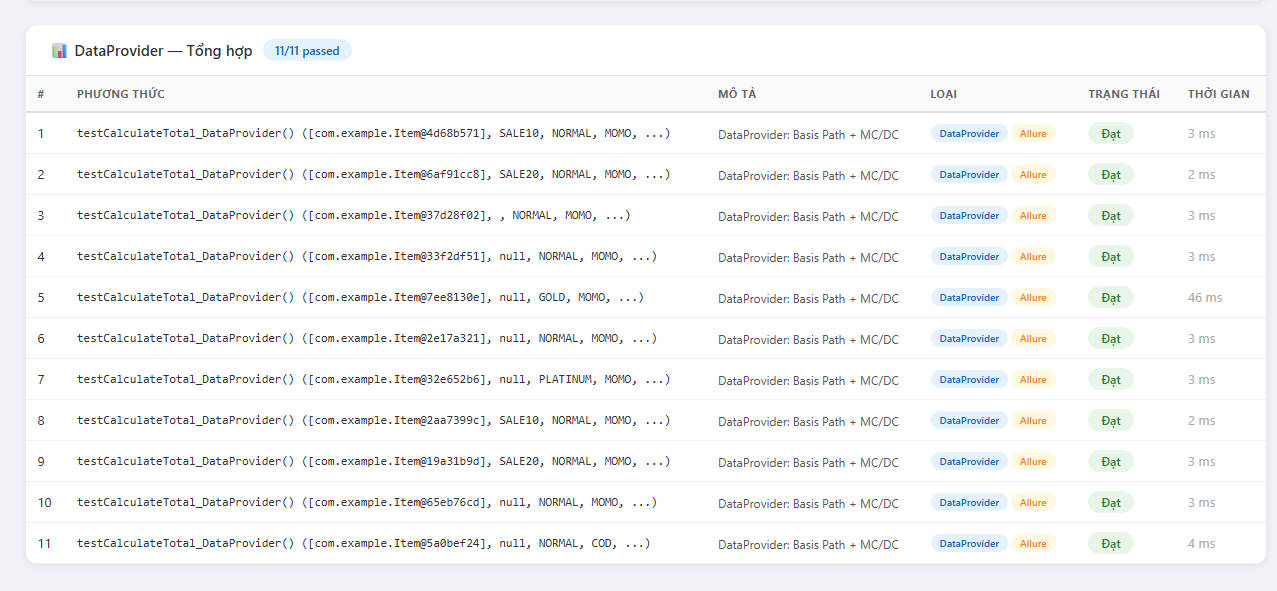 DataProvider — Tổng hợp 11/11 passed
# PHƯƠNG THỨC MÔ TẢ LOẠI TRẠNG THÁI THỜI GIAN
1 testCalculateTotal_DataProvider() ([com.example.Item@4d68b571], SALE10, NORMAL, MOMO, ...) DataProvider: Basis Path + MC/DC DataProvider Allure Đạt 3 ms
2 testCalculateTotal_DataProvider() ([com.example.Item@6af91cc8], SALE20, NORMAL, MOMO, ...) DataProvider: Basis Path + MC/DC DataProvider Allure Đạt 2 ms
3 testCalculateTotal_DataProvider() ([com.example.Item@37d28f02], , NORMAL, MOMO, ...) DataProvider: Basis Path + MC/DC DataProvider Allure Đạt 3 ms
4 testCalculateTotal_DataProvider() ([com.example.Item@33f2df51], null, NORMAL, MOMO, ...) DataProvider: Basis Path + MC/DC DataProvider Allure Đạt 3 ms
5 testCalculateTotal_DataProvider() ([com.example.Item@7ee8130e], null, GOLD, MOMO, ...) DataProvider: Basis Path + MC/DC DataProvider Allure Đạt 46 ms
6 testCalculateTotal_DataProvider() ([com.example.Item@2e17a321], null, NORMAL, MOMO, ...) DataProvider: Basis Path + MC/DC DataProvider Allure Đạt 3 ms
7 testCalculateTotal_DataProvider() ([com.example.Item@32e652b6], null, PLATINUM, MOMO, ...) DataProvider: Basis Path + MC/DC DataProvider Allure Đạt 3 ms
8 testCalculateTotal_DataProvider() ([com.example.Item@2aa7399c], SALE10, NORMAL, MOMO, ...) DataProvider: Basis Path + MC/DC DataProvider Allure Đạt 2 ms
9 testCalculateTotal_DataProvider() ([com.example.Item@19a31b9d], SALE20, NORMAL, MOMO, ...) DataProvider: Basis Path + MC/DC DataProvider Allure Đạt 3 ms
10 testCalculateTotal_DataProvider() ([com.example.Item@65eb76cd], null, NORMAL, MOMO, ...) DataProvider: Basis Path + MC/DC DataProvider Allure Đạt 3 ms
11 testCalculateTotal_DataProvider() ([com.example.Item@5a0bef24], null, NORMAL, COD, ...) DataProvider: Basis Path + MC/DC DataProvider Allure Đạt 4 ms